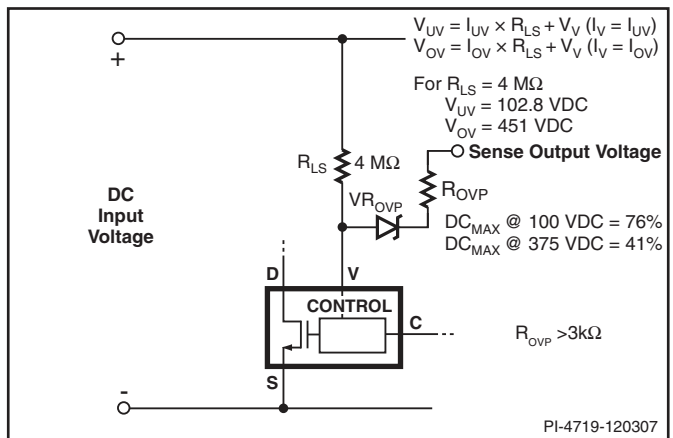 V_UV = I_UV × R_LS + V_V (I_V = I_UV)
V_OV = I_OV × R_LS + V_V (I_V = I_OV)
+
For R_LS = 4 MΩ
V_UV = 102.8 VDC
V_OV = 451 VDC
Sense Output Voltage
R_LS 4 MΩ
R_OVP
VR_OVP
DC
Input
Voltage
DC_MAX @ 100 VDC = 76%
DC_MAX @ 375 VDC = 41%
D V
CONTROL
C
R_OVP >3kΩ
S
-
PI-4719-120307